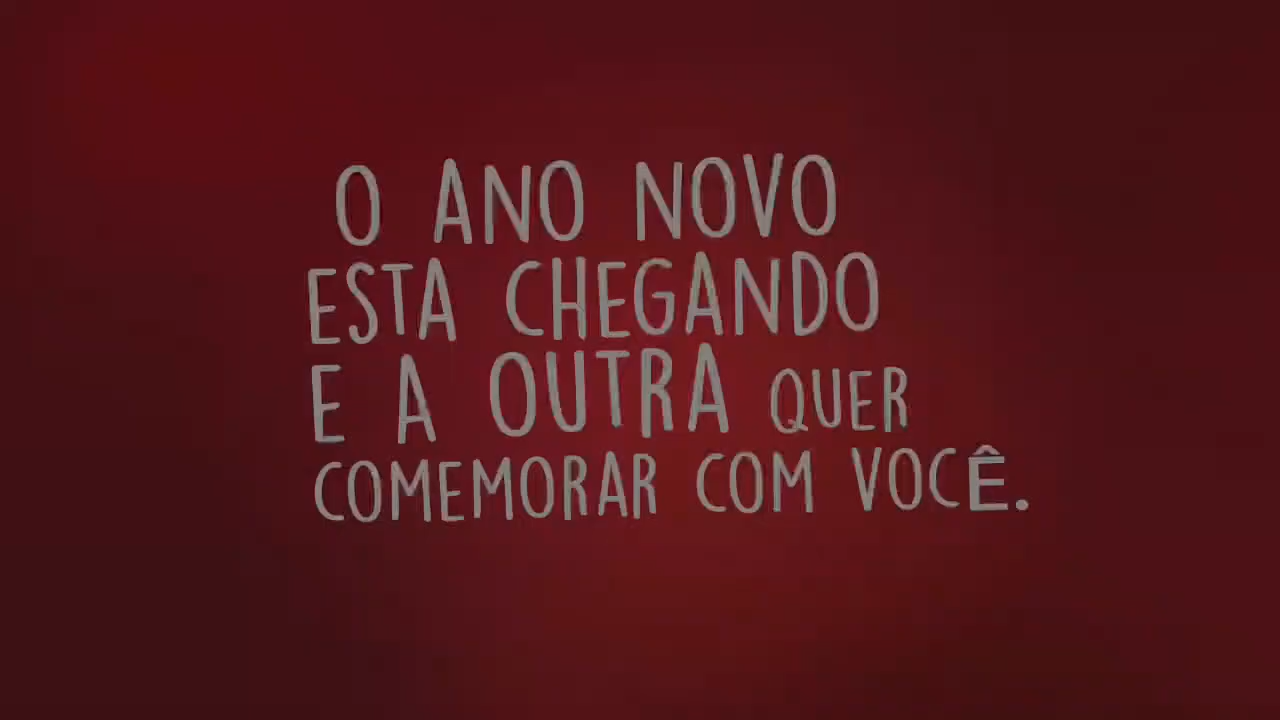 O ANO NOVO
ESTA CHEGANDO
E A OUTRA QUER
COMEMORAR COM VOCÊ.